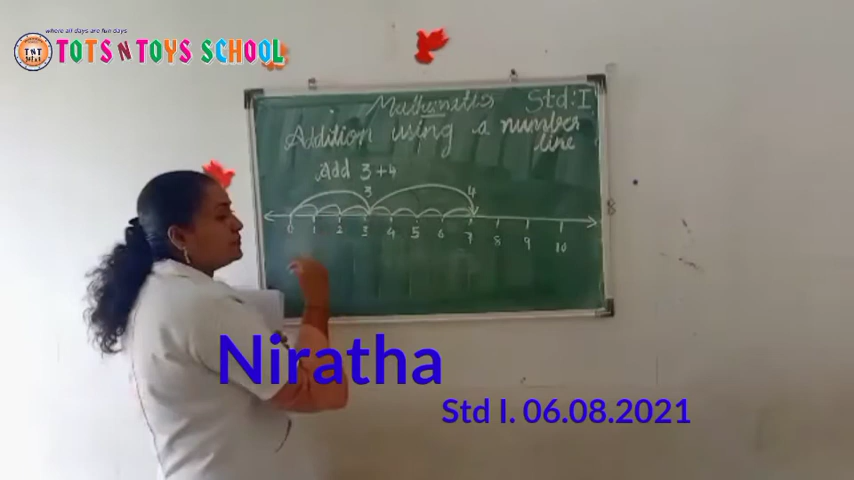 where all days are fun days
TNT
TOTS N TOYS SCHOOL
Mathematics Std: I
Addition using a number
line
Add 3+4
3 4
0 1 2 3 4 5 6 7 8 9 10
Niratha
Std I. 06.08.2021